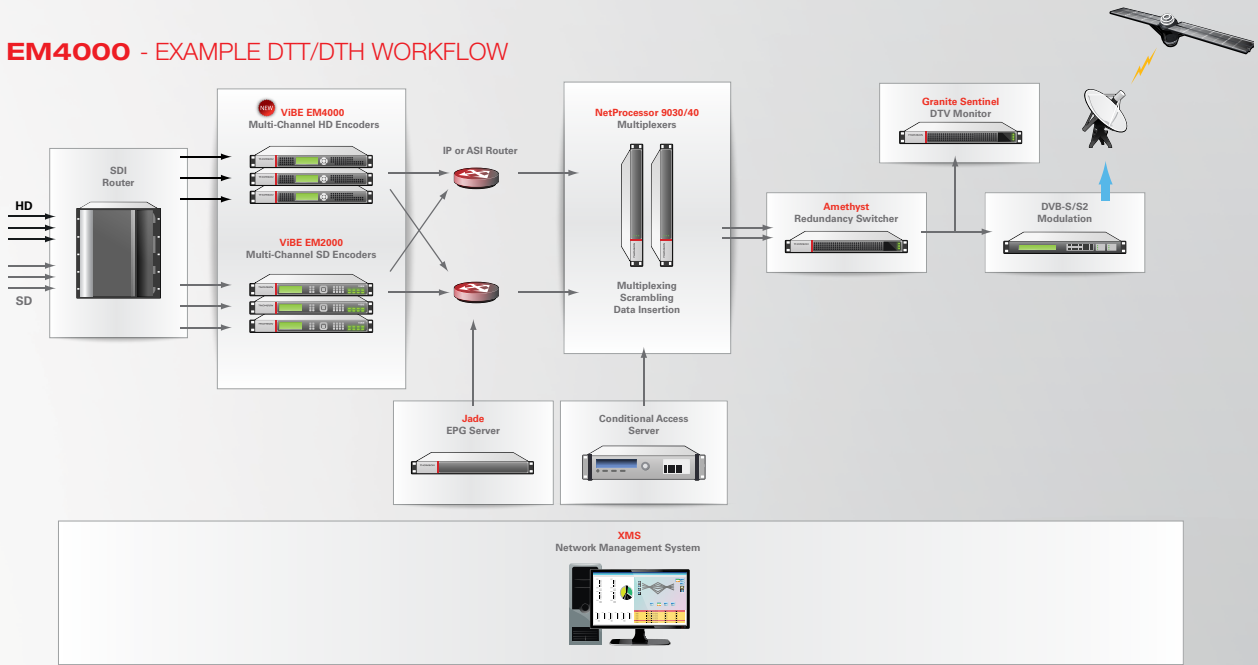 EM4000 - EXAMPLE DTT/DTH WORKFLOW
NEW
ViBE EM4000
Multi-Channel HD Encoders
SDI
Router
HD
SD
ViBE EM2000
Multi-Channel SD Encoders
IP or ASI Router
NetProcessor 9030/40
Multiplexers
Multiplexing
Scrambling
Data Insertion
Granite Sentinel
DTV Monitor
Amethyst
Redundancy Switcher
DVB-S/S2
Modulation
Jade
EPG Server
Conditional Access
Server
XMS
Network Management System